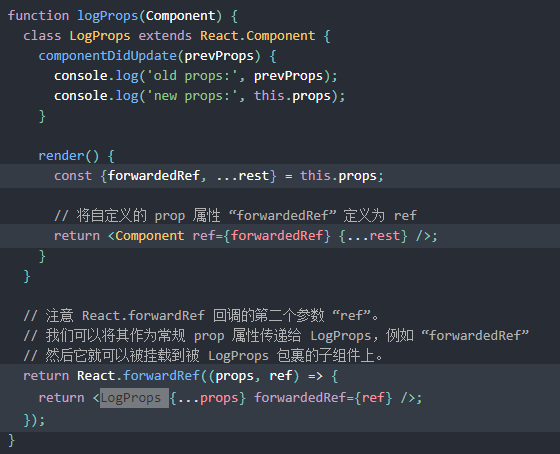 function logProps(Component) {
  class LogProps extends React.Component {
    componentDidUpdate(prevProps) {
      console.log('old props:', prevProps);
      console.log('new props:', this.props);
    }
    render() {
      const {forwardedRef, ...rest} = this.props;
      // 将自定义的 prop 属性 “forwardedRef” 定义为 ref
      return <Component ref={forwardedRef} {...rest} />;
    }
  }
  // 注意 React.forwardRef 回调的第二个参数 “ref”。
  // 我们可以将其作为常规 prop 属性传递给 LogProps，例如 “forwardedRef”
  // 然后它就可以被挂载到被 LogProps 包裹的子组件上。
  return React.forwardRef((props, ref) => {
    return <LogProps {...props} forwardedRef={ref} />;
  });
}